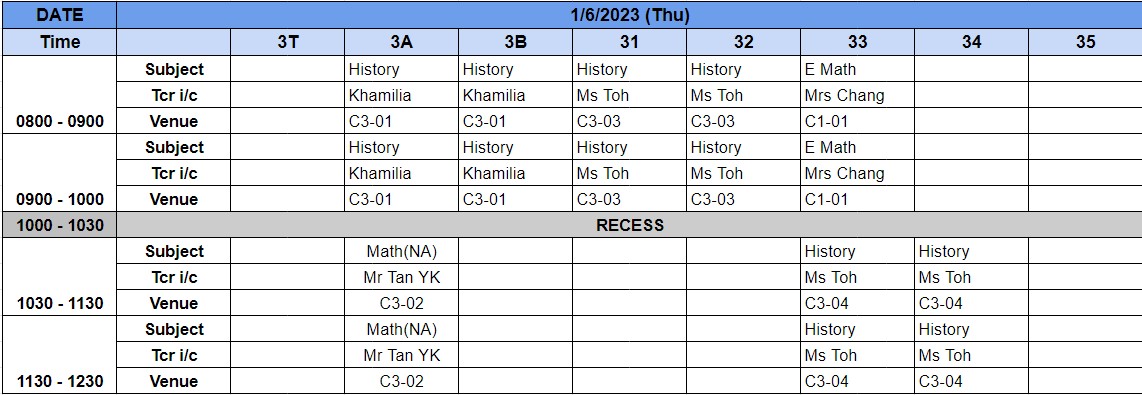 DATE 1/6/2023 (Thu)
Time 3T 3A 3B 31 32 33 34 35
Subject History History History History E Math
Tcr i/c Khamilia Khamilia Ms Toh Ms Toh Mrs Chang
0800 - 0900 Venue C3-01 C3-01 C3-03 C3-03 C1-01
Subject History History History History E Math
Tcr i/c Khamilia Khamilia Ms Toh Ms Toh Mrs Chang
0900 - 1000 Venue C3-01 C3-01 C3-03 C3-03 C1-01
1000 - 1030 RECESS
Subject Math(NA) History History
Tcr i/c Mr Tan YK Ms Toh Ms Toh
1030 - 1130 Venue C3-02 C3-04 C3-04
Subject Math(NA) History History
Tcr i/c Mr Tan YK Ms Toh Ms Toh
1130 - 1230 Venue C3-02 C3-04 C3-04